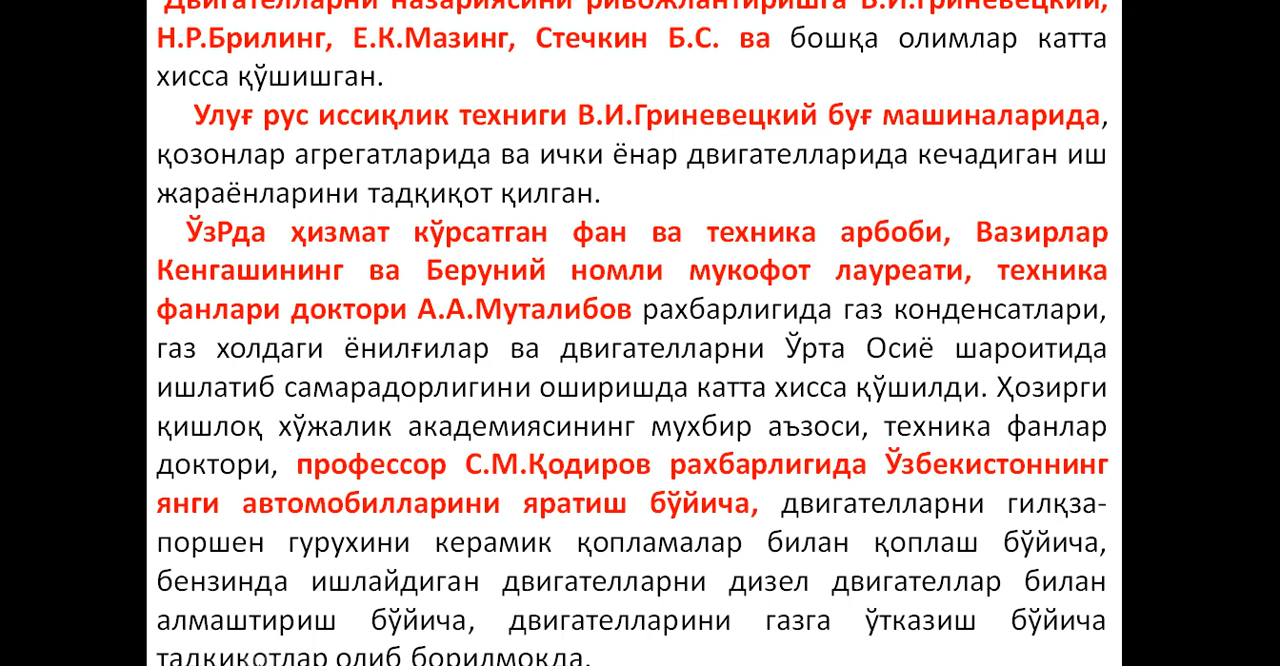 Двигателларни назариясини ривожлантиришга В.И.Гриневецкий,
Н.Р.Брилинг, Е.К.Мазинг, Стечкин Б.С. ва бошқа олимлар катта
хисса қўшишган.
Улуғ рус иссиқлик техниги В.И.Гриневецкий буғ машиналарида,
қозонлар агрегатларида ва ички ёнар двигателларида кечадиган иш
жараёнларини тадқиқот қилган.
ЎзРда ҳизмат кўрсатган фан ва техника арбоби, Вазирлар
Кенгашининг ва Беруний номли мукофот лауреати, техника
фанлари доктори А.А.Муталибов рахбарлигида газ конденсатлари,
газ холдаги ёнилғилар ва двигателларни Ўрта Осиё шароитида
ишлатиб самарадорлигини оширишда катта хисса қўшилди. Ҳозирги
қишлоқ хўжалик академиясининг мухбир аъзоси, техника фанлар
доктори, профессор С.М.Қодиров рахбарлигида Ўзбекистоннинг
янги автомобилларини яратиш бўйича, двигателларни гилқза-
поршен гурухини керамик қопламалар билан қоплаш бўйича,
бензинда ишлайдиган двигателларни дизел двигателлар билан
алмаштириш бўйича, двигателларини газга ўтказиш бўйича
тадқиқотлар олиб борилмоқда.